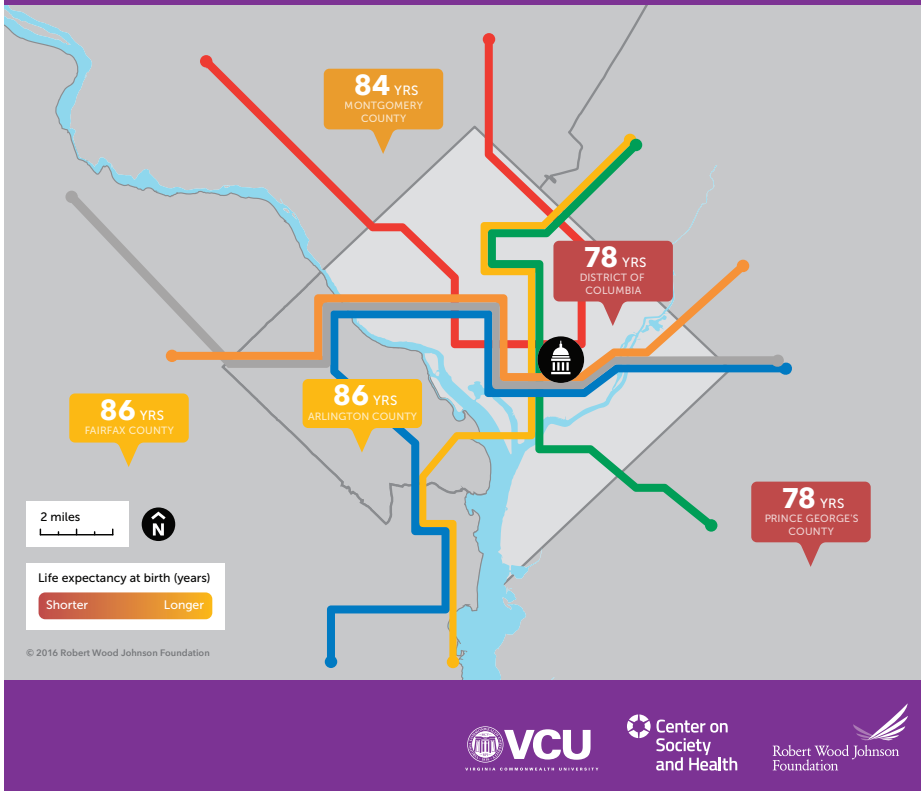 84 YRS
MONTGOMERY
COUNTY
78 YRS
DISTRICT OF
COLUMBIA
86 YRS
FAIRFAX COUNTY
86 YRS
ARLINGTON COUNTY
78 YRS
PRINCE GEORGE'S
COUNTY
2 miles
N
Life expectancy at birth (years)
Shorter Longer
© 2016 Robert Wood Johnson Foundation
VCU
VIRGINIA COMMONWEALTH UNIVERSITY
Center on
Society
and Health
Robert Wood Johnson
Foundation